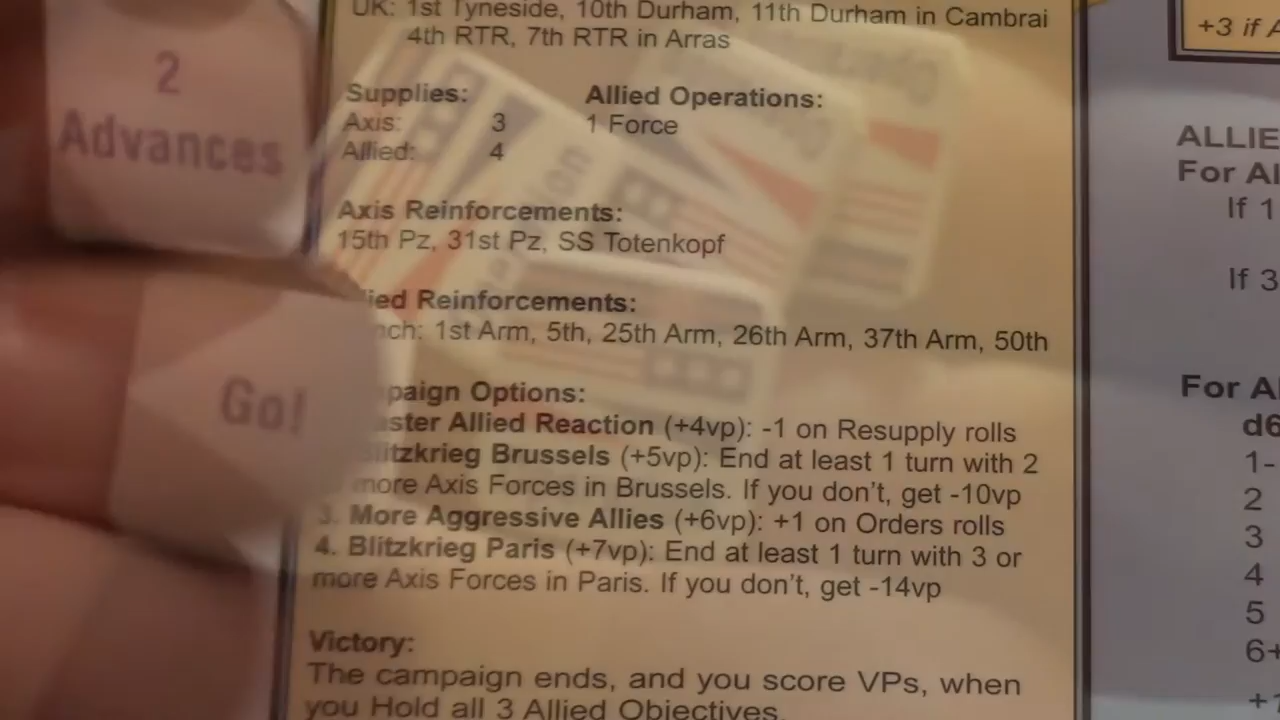 2
Advances
Go!
UK: 1st Tyneside, 10th Durham, 11th Durham in Cambrai
4th RTR, 7th RTR in Arras
Supplies:
Axis: 3
Allied: 4
Allied Operations:
1 Force
Axis Reinforcements:
15th Pz, 31st Pz, SS Totenkopf
ied Reinforcements:
nch: 1st Arm, 5th, 25th Arm, 26th Arm, 37th Arm, 50th
paign Options:
aster Allied Reaction (+4vp): -1 on Resupply rolls
Blitzkrieg Brussels (+5vp): End at least 1 turn with 2
more Axis Forces in Brussels. If you don't, get -10vp
3. More Aggressive Allies (+6vp): +1 on Orders rolls
4. Blitzkrieg Paris (+7vp): End at least 1 turn with 3 or
more Axis Forces in Paris. If you don't, get -14vp
Victory:
The campaign ends, and you score VPs, when
you Hold all 3 Allied Objectives.
+3 if A
ALLIE
For Al
If 1
If 3
For Al
d6
1-
2
3
4
5
6+
+1